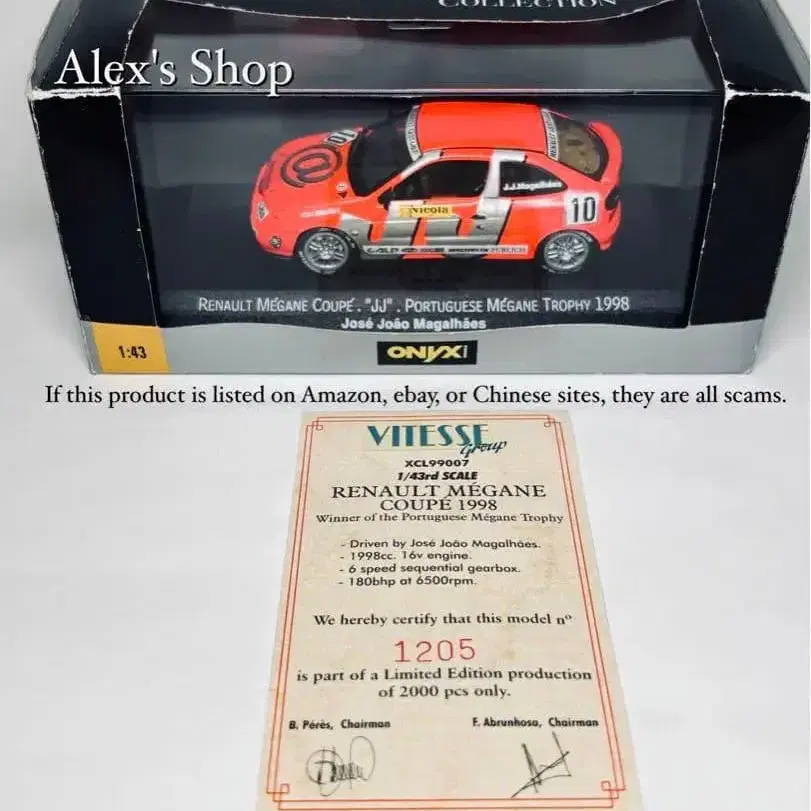 COLLECTION
Alex's Shop
10
@
Nicola
J.J.Magalhães
10
RENAULT MÉGANE COUPÉ . "JJ" . PORTUGUESE MÉGANE TROPHY 1998
José João Magalhães
1:43
ONYX
If this product is listed on Amazon, ebay, or Chinese sites, they are all scams.
VITESSE
Group
XCL99007
1/43rd SCALE
RENAULT MÉGANE
COUPÉ 1998
Winner of the Portuguese Mégane Trophy
- Driven by José João Magalhães.
- 1998cc. 16v engine.
- 6 speed sequential gearbox.
- 180bhp at 6500rpm.
We hereby certify that this model nº
1205
is part of a Limited Edition production
of 2000 pcs only.
B. Pérès, Chairman F. Abrunhosa, Chairman